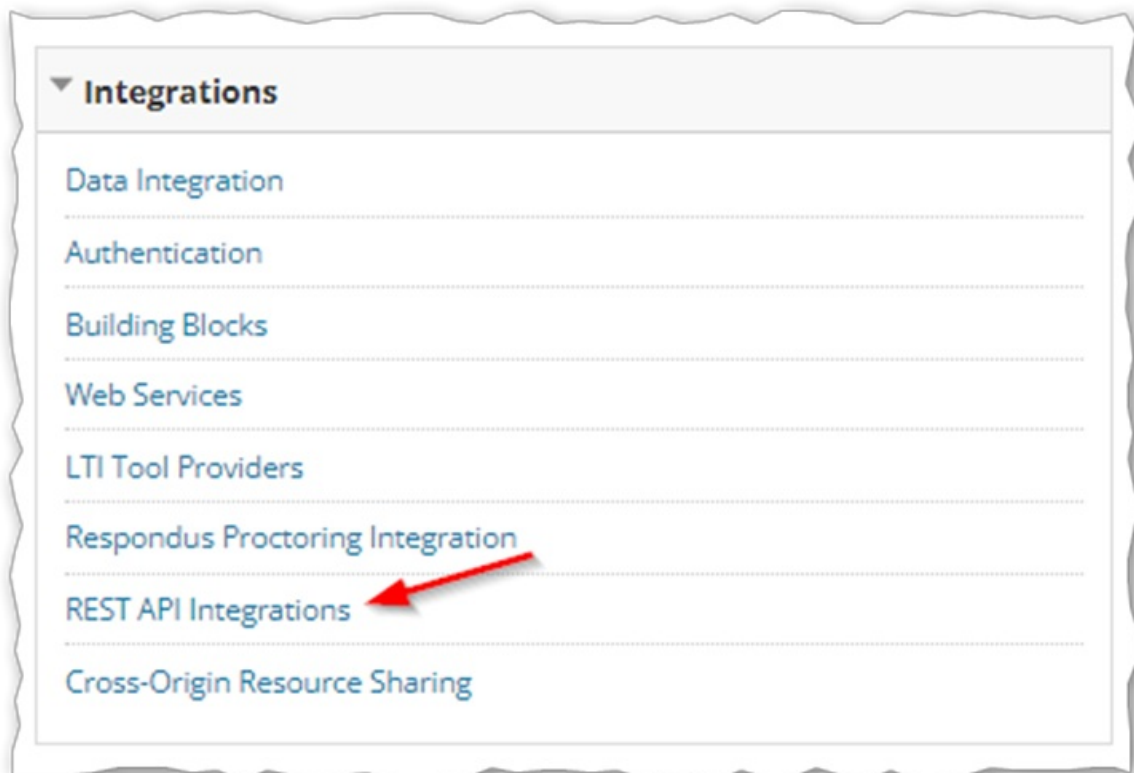 Integrations
Data Integration
Authentication
Building Blocks
Web Services
LTI Tool Providers
Respondus Proctoring Integration
REST API Integrations
Cross-Origin Resource Sharing